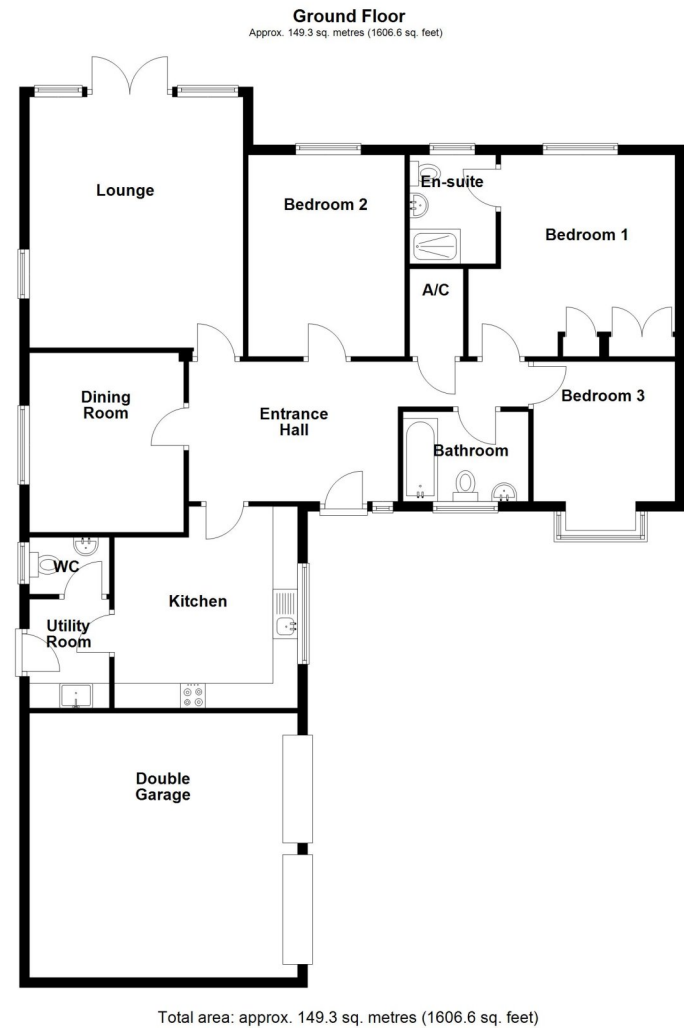 Ground Floor
Approx. 149.3 sq. metres (1606.6 sq. feet)
Lounge
Bedroom 2
En-suite
Bedroom 1
A/C
Dining
Room
Entrance
Hall
Bedroom 3
Bathroom
WC
Kitchen
Utility
Room
Double
Garage
Total area: approx. 149.3 sq. metres (1606.6 sq. feet)